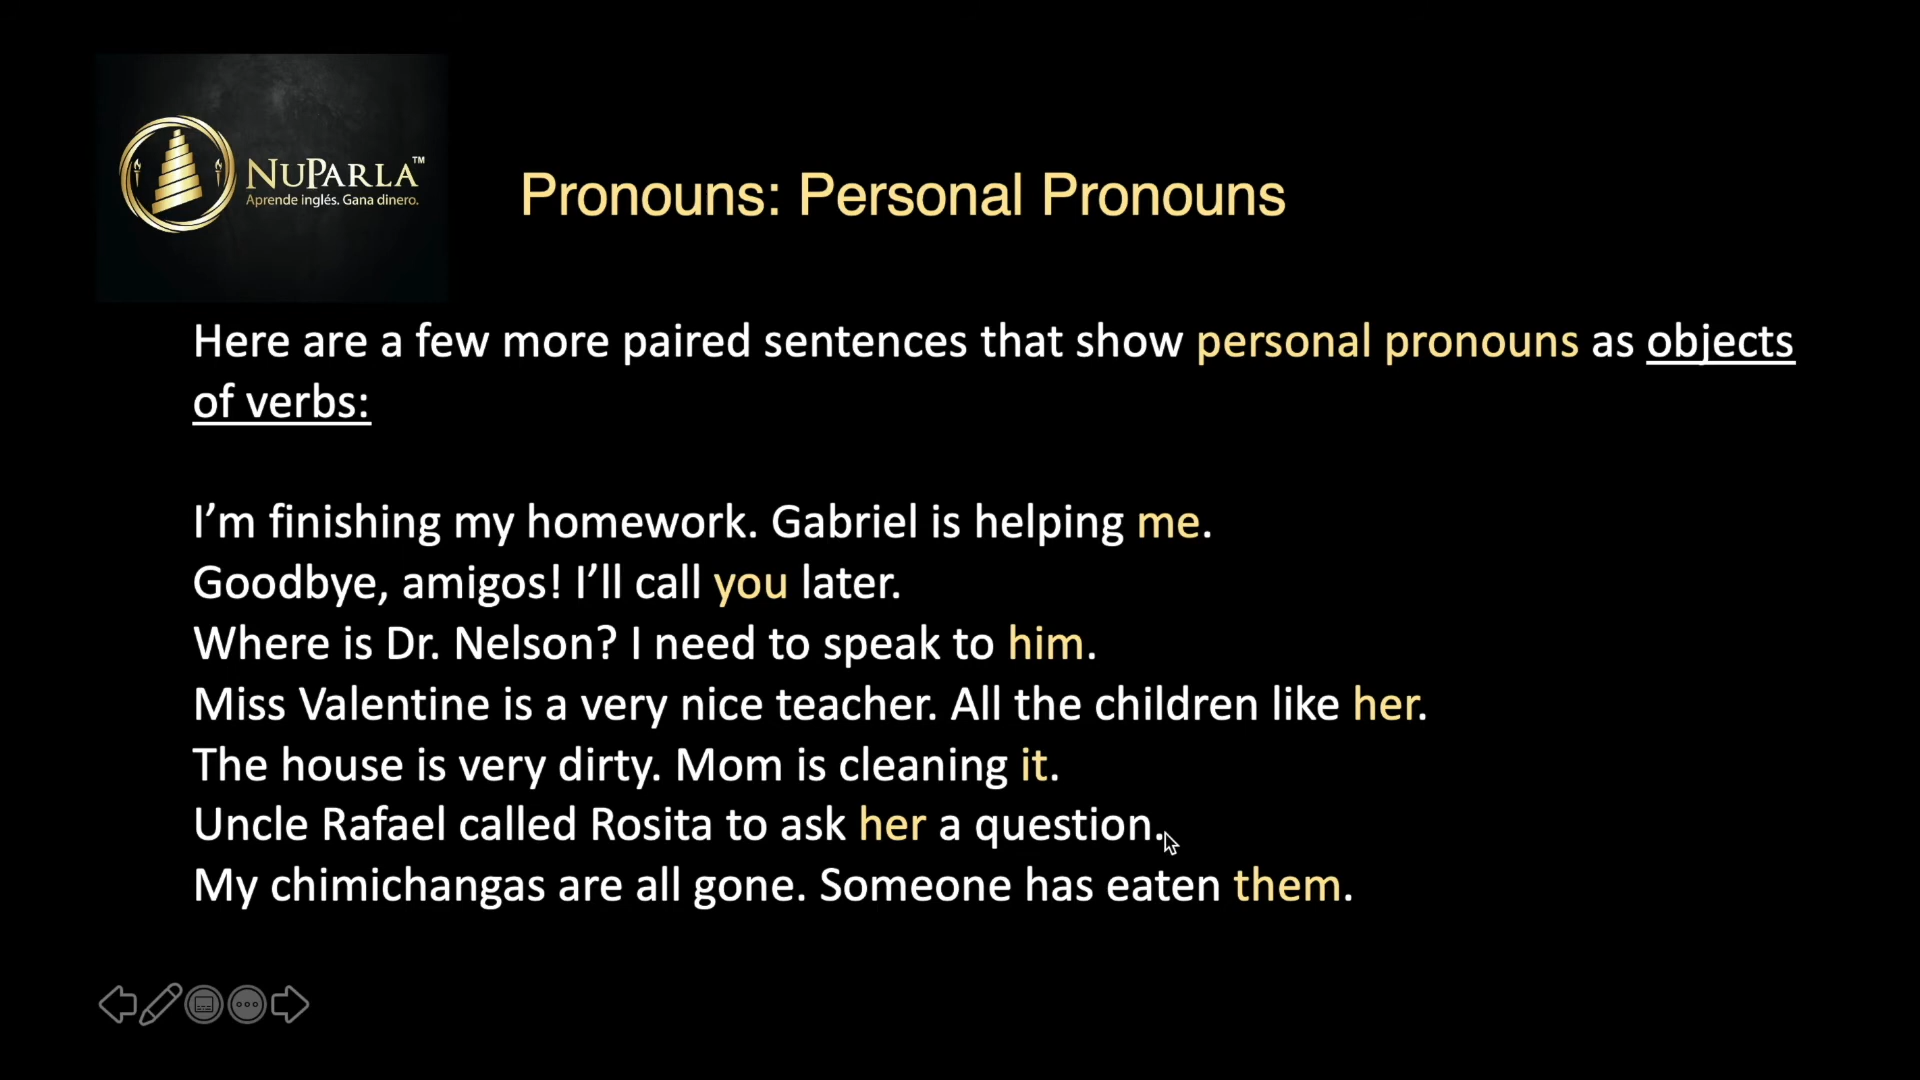 NUPARLA™
Aprende inglés. Gana dinero.
Pronouns: Personal Pronouns
Here are a few more paired sentences that show personal pronouns as objects
of verbs:
I’m finishing my homework. Gabriel is helping me.
Goodbye, amigos! I’ll call you later.
Where is Dr. Nelson? I need to speak to him.
Miss Valentine is a very nice teacher. All the children like her.
The house is very dirty. Mom is cleaning it.
Uncle Rafael called Rosita to ask her a question.
My chimichangas are all gone. Someone has eaten them.